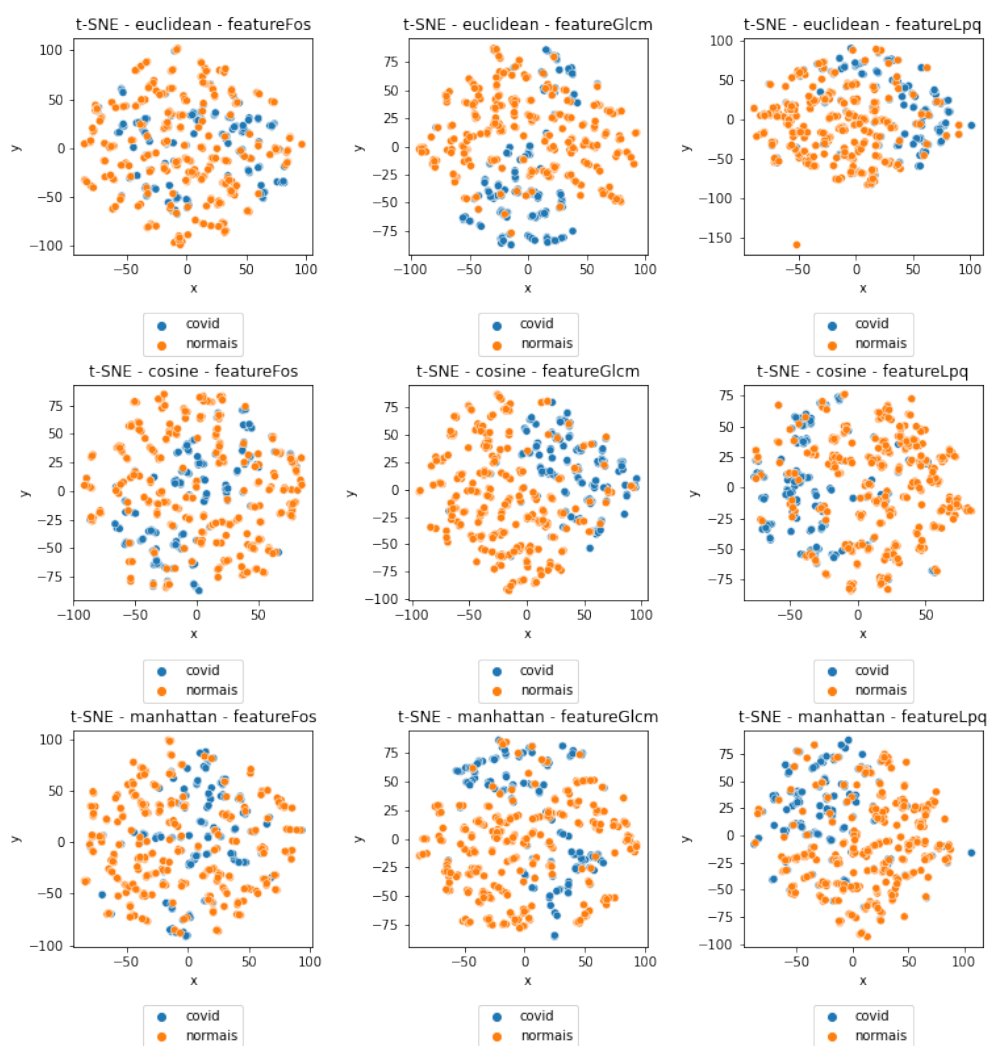 t-SNE - euclidean - featureFos
t-SNE - euclidean - featureGlcm
t-SNE - euclidean - featureLpq
100
50
0
−50
−100
y
−50
0
50
100
x
75
50
25
0
−25
−50
−75
y
−100
−50
0
50
100
x
100
50
0
−50
−100
−150
y
−50
0
50
100
x
covid
normais
covid
normais
covid
normais
t-SNE - cosine - featureFos
t-SNE - cosine - featureGlcm
t-SNE - cosine - featureLpq
75
50
25
0
−25
−50
−75
y
−100
−50
0
50
x
75
50
25
0
−25
−50
−75
−100
y
−100
−50
0
50
100
x
75
50
25
0
−25
−50
−75
y
−50
0
50
x
covid
normais
covid
normais
covid
normais
t-SNE - manhattan - featureFos
t-SNE - manhattan - featureGlcm
t-SNE - manhattan - featureLpq
100
50
0
−50
−100
y
−50
0
50
100
x
75
50
25
0
−25
−50
−75
y
−50
0
50
100
x
75
50
25
0
−25
−50
−75
−100
y
−50
0
50
100
x
covid
normais
covid
normais
covid
normais